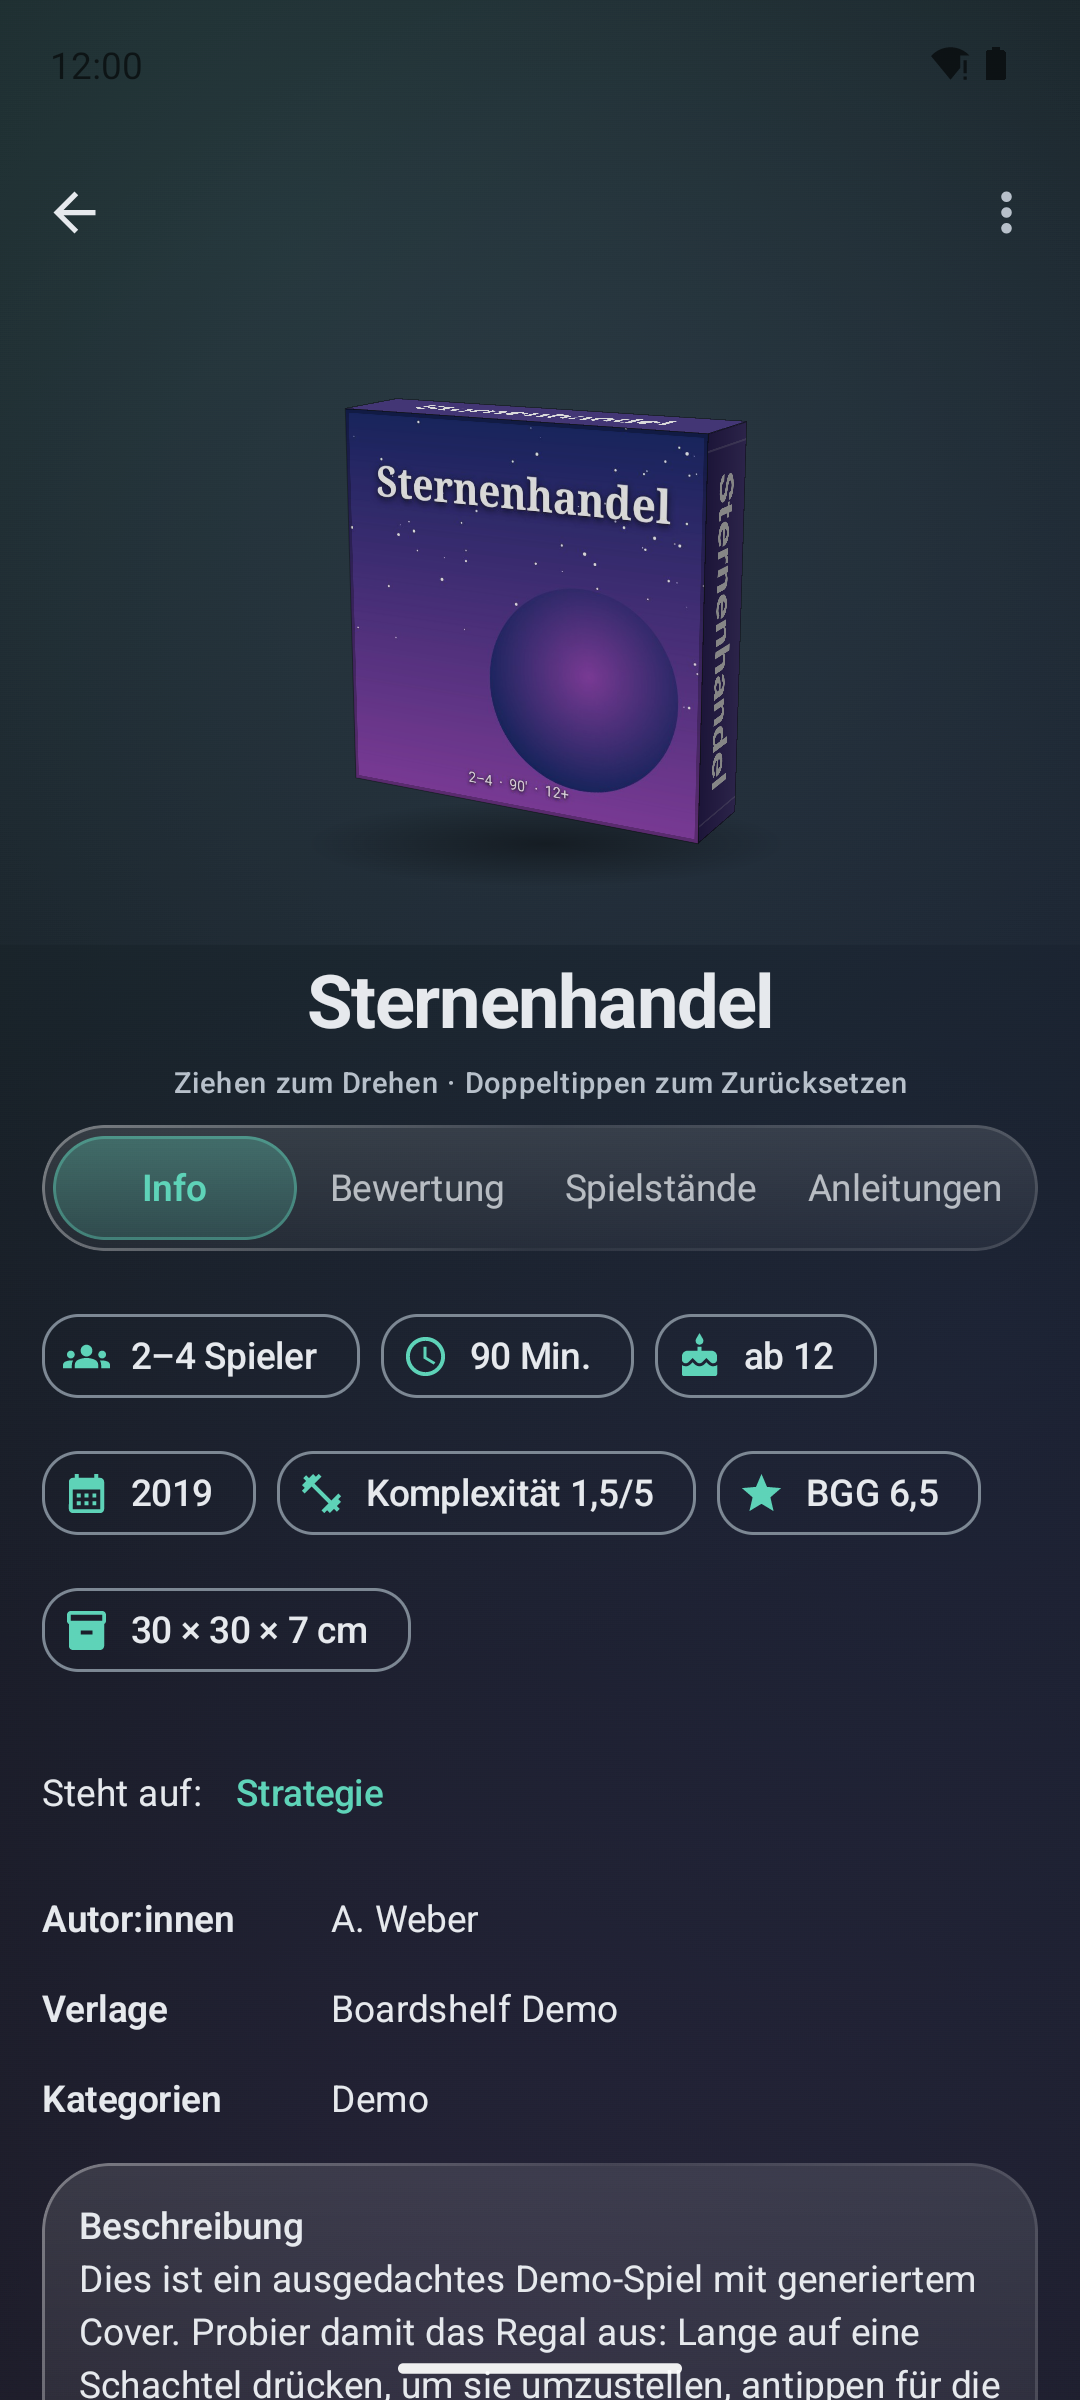 12:00
Sternenhandel
Sternenhandel
Sternenhandel
2–4 · 90' · 12+
Sternenhandel
Ziehen zum Drehen · Doppeltippen zum Zurücksetzen
Info Bewertung Spielstände Anleitungen
2–4 Spieler 90 Min. ab 12
2019 Komplexität 1,5/5 BGG 6,5
30 × 30 × 7 cm
Steht auf: Strategie
Autor:innen A. Weber
Verlage Boardshelf Demo
Kategorien Demo
Beschreibung
Dies ist ein ausgedachtes Demo-Spiel mit generiertem
Cover. Probier damit das Regal aus: Lange auf eine
Schachtel drücken, um sie umzustellen, antippen für die